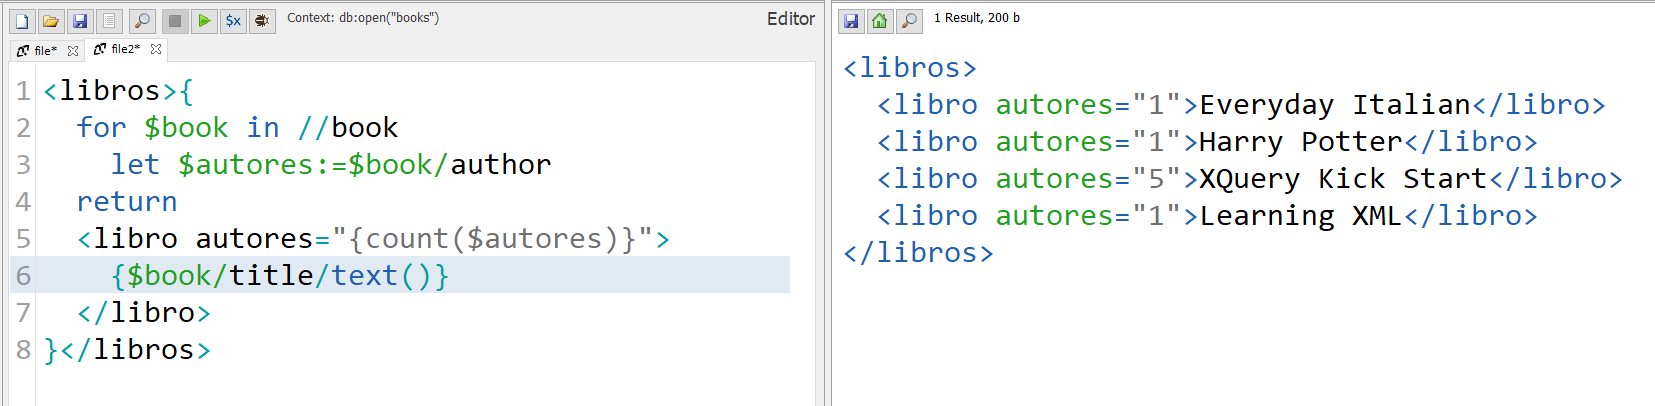 Context: db:open("books")
Editor
file*
file2*
1 <libros>{
2 for $book in //book
3 let $autores:=$book/author
4 return
5 <libro autores="{count($autores)}">
6 {$book/title/text()}
7 </libro>
8 }</libros>
1 Result, 200 b
<libros>
<libro autores="1">Everyday Italian</libro>
<libro autores="1">Harry Potter</libro>
<libro autores="5">XQuery Kick Start</libro>
<libro autores="1">Learning XML</libro>
</libros>